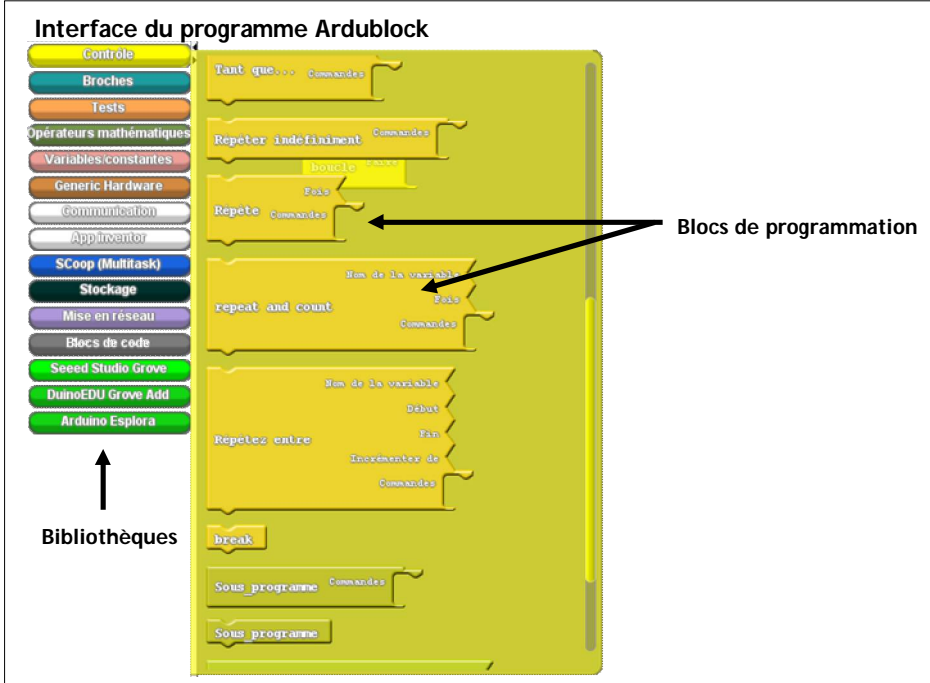 Interface du programme Ardublock
Contrôle
Broches
Tests
Opérateurs mathématiques
Variables/constantes
Generic Hardware
Communication
App inventor
SCoop (Multitask)
Stockage
Mise en réseau
Blocs de code
Seeed Studio Grove
DuinoEDU Grove Add
Arduino Esplora
Bibliothèques
Tant que... Commandes
Répéter indéfiniment Commandes
boucle Faire
Fois
Répète Commandes
Nom de la variable
Fois
repeat and count
Commandes
Nom de la variable
Début
Fin
Répétez entre
Incrémenter de
Commandes
break
Sous_programme Commandes
Sous_programme
Blocs de programmation